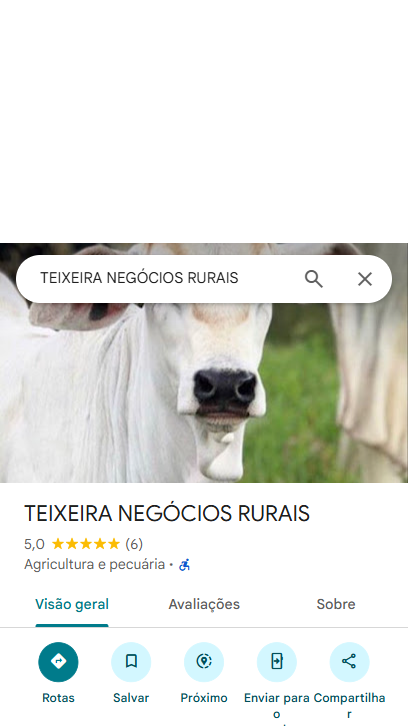 TEIXEIRA NEGÓCIOS RURAIS
TEIXEIRA NEGÓCIOS RURAIS
5,0 (6)
Agricultura e pecuária ·
Visão geral Avaliações Sobre
Rotas Salvar Próximo Enviar para o Compartilhar